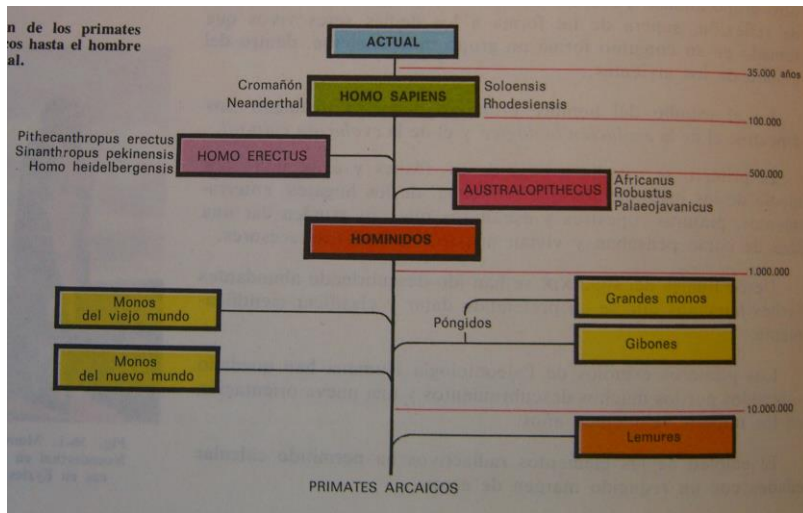 n de los primates
os hasta el hombre
al.
ACTUAL
35.000 años
Cromañón
Neanderthal
HOMO SAPIENS
Soloensis
Rhodesiensis
100.000
Pithecanthropus erectus
Sinanthropus pekinensis
Homo heidelbergensis
HOMO ERECTUS
500.000
AUSTRALOPITHECUS
Africanus
Robustus
Palaeojavanicus
HOMINIDOS
1.000.000
Monos
del viejo mundo
Grandes monos
Póngidos
Gibones
Monos
del nuevo mundo
10.000.000
Lemures
PRIMATES ARCAICOS